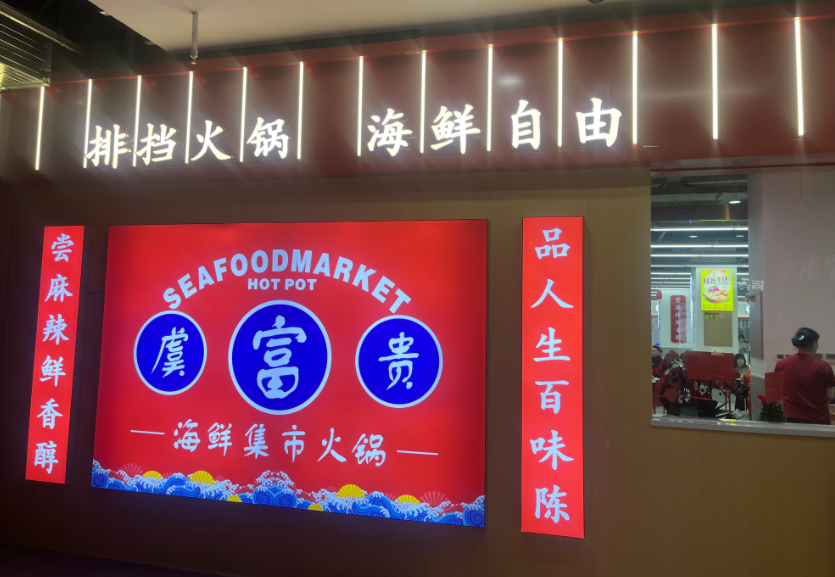 排挡火锅 海鲜自由
尝麻辣鲜香醇
SEAFOODMARKET
HOT POT
虞富贵
海鲜集市火锅
品人生百味陈